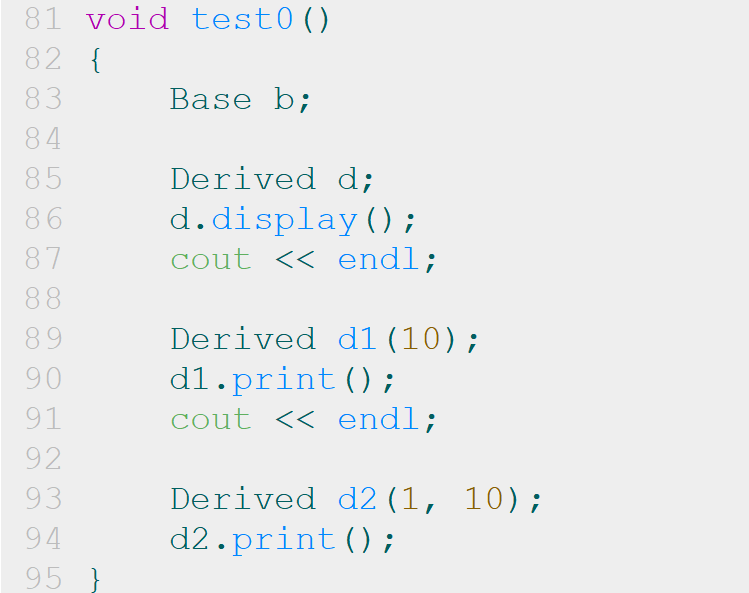 81 void test0()
82 {
83     Base b;
84
85     Derived d;
86     d.display();
87     cout << endl;
88
89     Derived d1(10);
90     d1.print();
91     cout << endl;
92
93     Derived d2(1, 10);
94     d2.print();
95 }